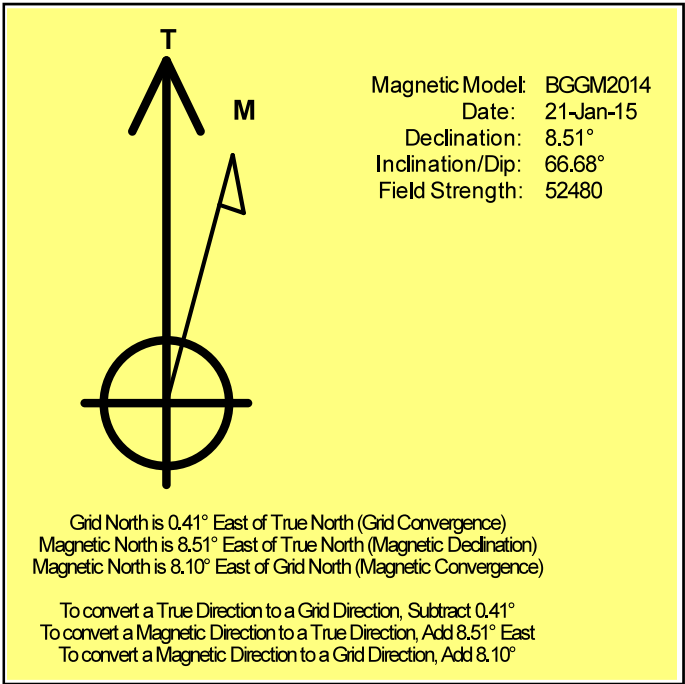 T
M
Magnetic Model: BGGM2014
Date: 21-Jan-15
Declination: 8.51°
Inclination/Dip: 66.68°
Field Strength: 52480
Grid North is 0.41° East of True North (Grid Convergence)
Magnetic North is 8.51° East of True North (Magnetic Declination)
Magnetic North is 8.10° East of Grid North (Magnetic Convergence)
To convert a True Direction to a Grid Direction, Subtract 0.41°
To convert a Magnetic Direction to a True Direction, Add 8.51° East
To convert a Magnetic Direction to a Grid Direction, Add 8.10°